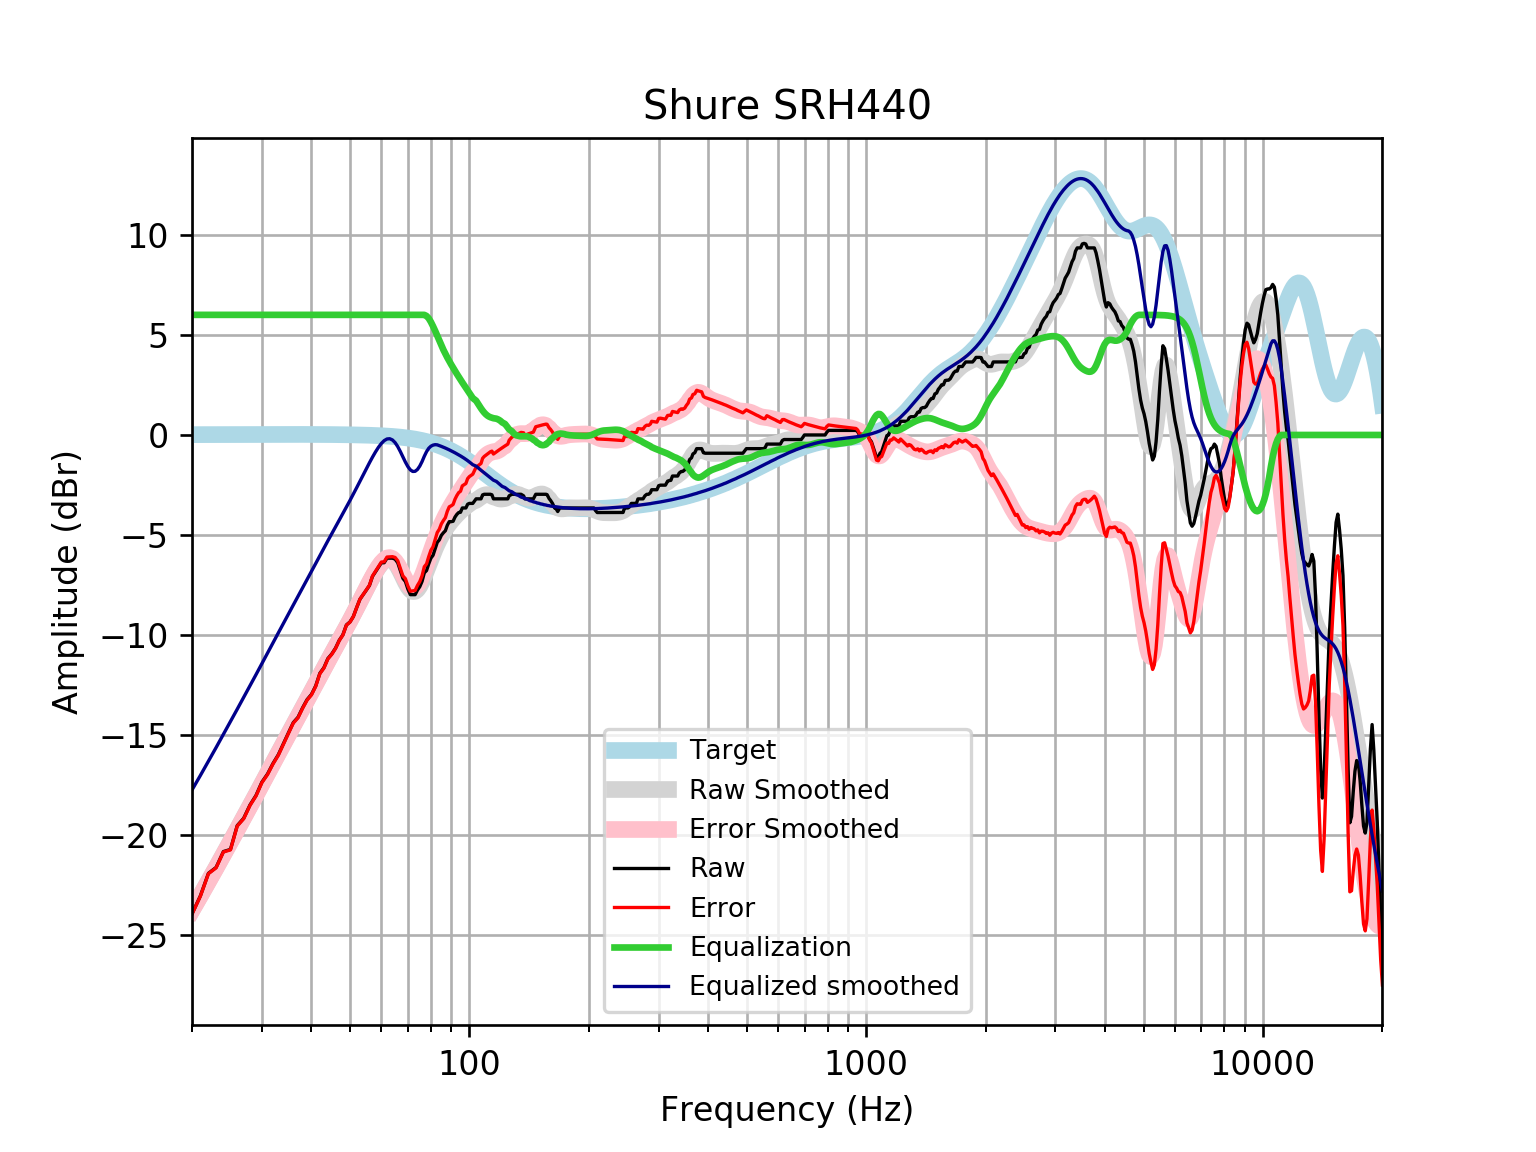 Shure SRH440
10
5
0
−5
−10
−15
−20
−25
Amplitude (dBr)
Target
Raw Smoothed
Error Smoothed
Raw
Error
Equalization
Equalized smoothed
100 1000 10000
Frequency (Hz)